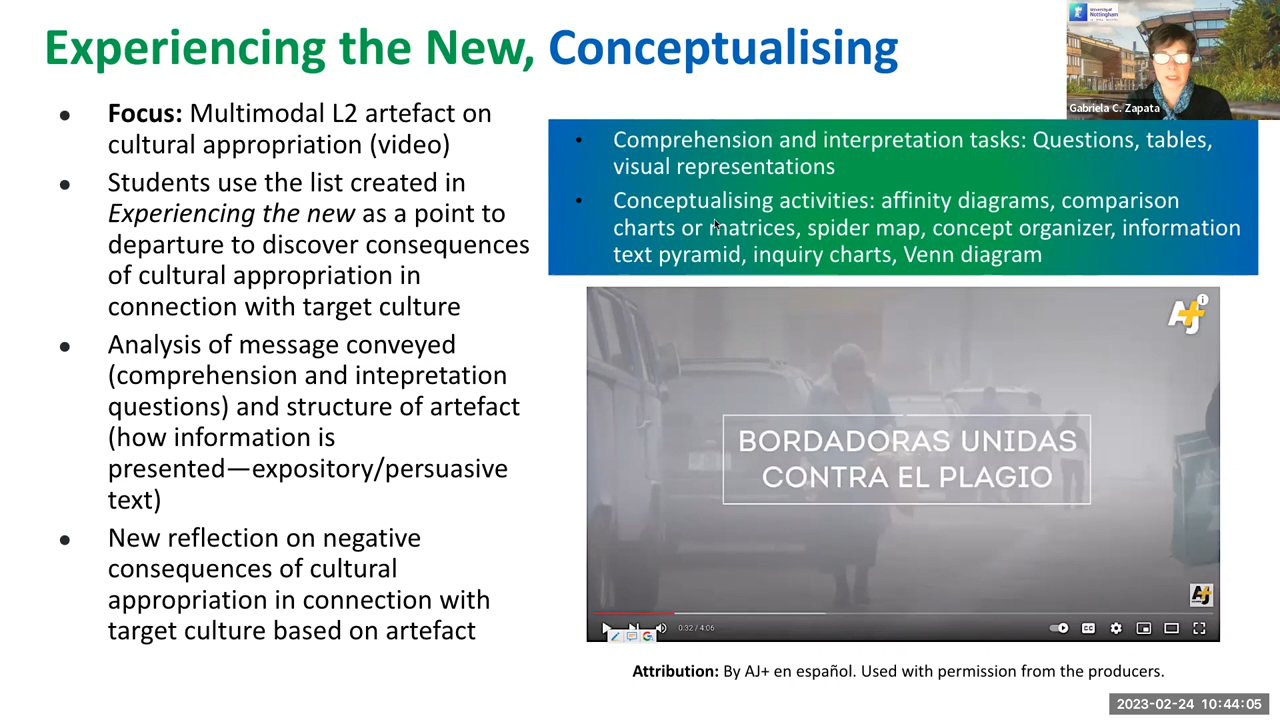 Experiencing the New, Conceptualising
University of
Nottingham
Gabriela C. Zapata
● Focus: Multimodal L2 artefact on
cultural appropriation (video)
● Students use the list created in
Experiencing the new as a point to
departure to discover consequences
of cultural appropriation in
connection with target culture
● Analysis of message conveyed
(comprehension and intepretation
questions) and structure of artefact
(how information is
presented—expository/persuasive
text)
● New reflection on negative
consequences of cultural
appropriation in connection with
target culture based on artefact
• Comprehension and interpretation tasks: Questions, tables,
visual representations
• Conceptualising activities: affinity diagrams, comparison
charts or matrices, spider map, concept organizer, information
text pyramid, inquiry charts, Venn diagram
AJ+
BORDADORAS UNIDAS
CONTRA EL PLAGIO
AJ+
0:32 / 4:06
CC
Attribution: By AJ+ en español. Used with permission from the producers.
2023-02-24 10:44:05